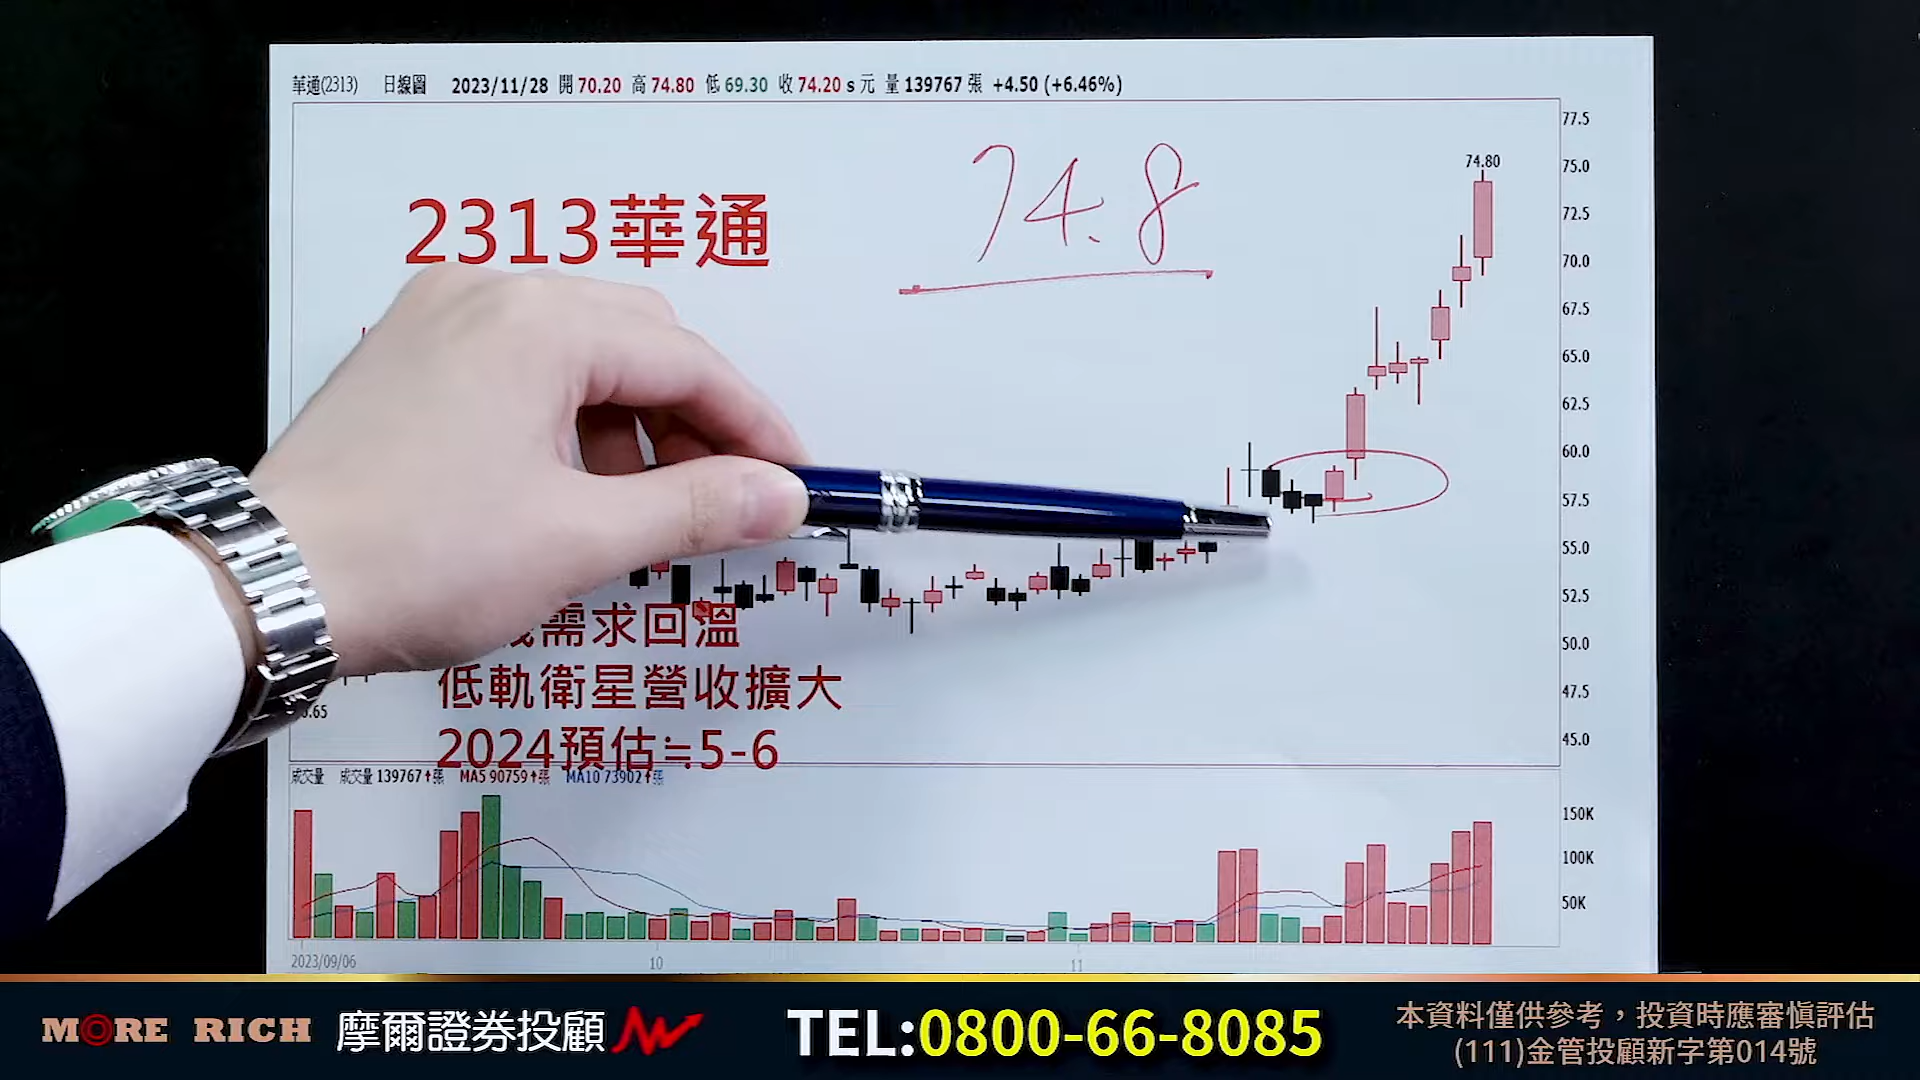 華通(2313) 日線圖 2023/11/28 開 70.20 高 74.80 低 69.30 收 74.20 s 元 量 139767 張 +4.50 (+6.46%)
77.5
74.80
75.0
74.8
2313華通
72.5
70.0
67.5
65.0
62.5
60.0
57.5
55.0
52.5
需求回溫
50.0
低軌衛星營收擴大
47.5
.65
2024預估≒5-6
45.0
成交量 成交量 139767↑張 MA5 90759↑張 MA10 73902↑張
150K
100K
50K
2023/09/06 10 11
MORE RICH 摩爾證券投顧 TEL:0800-66-8085
本資料僅供參考，投資時應審慎評估
(111)金管投顧新字第014號